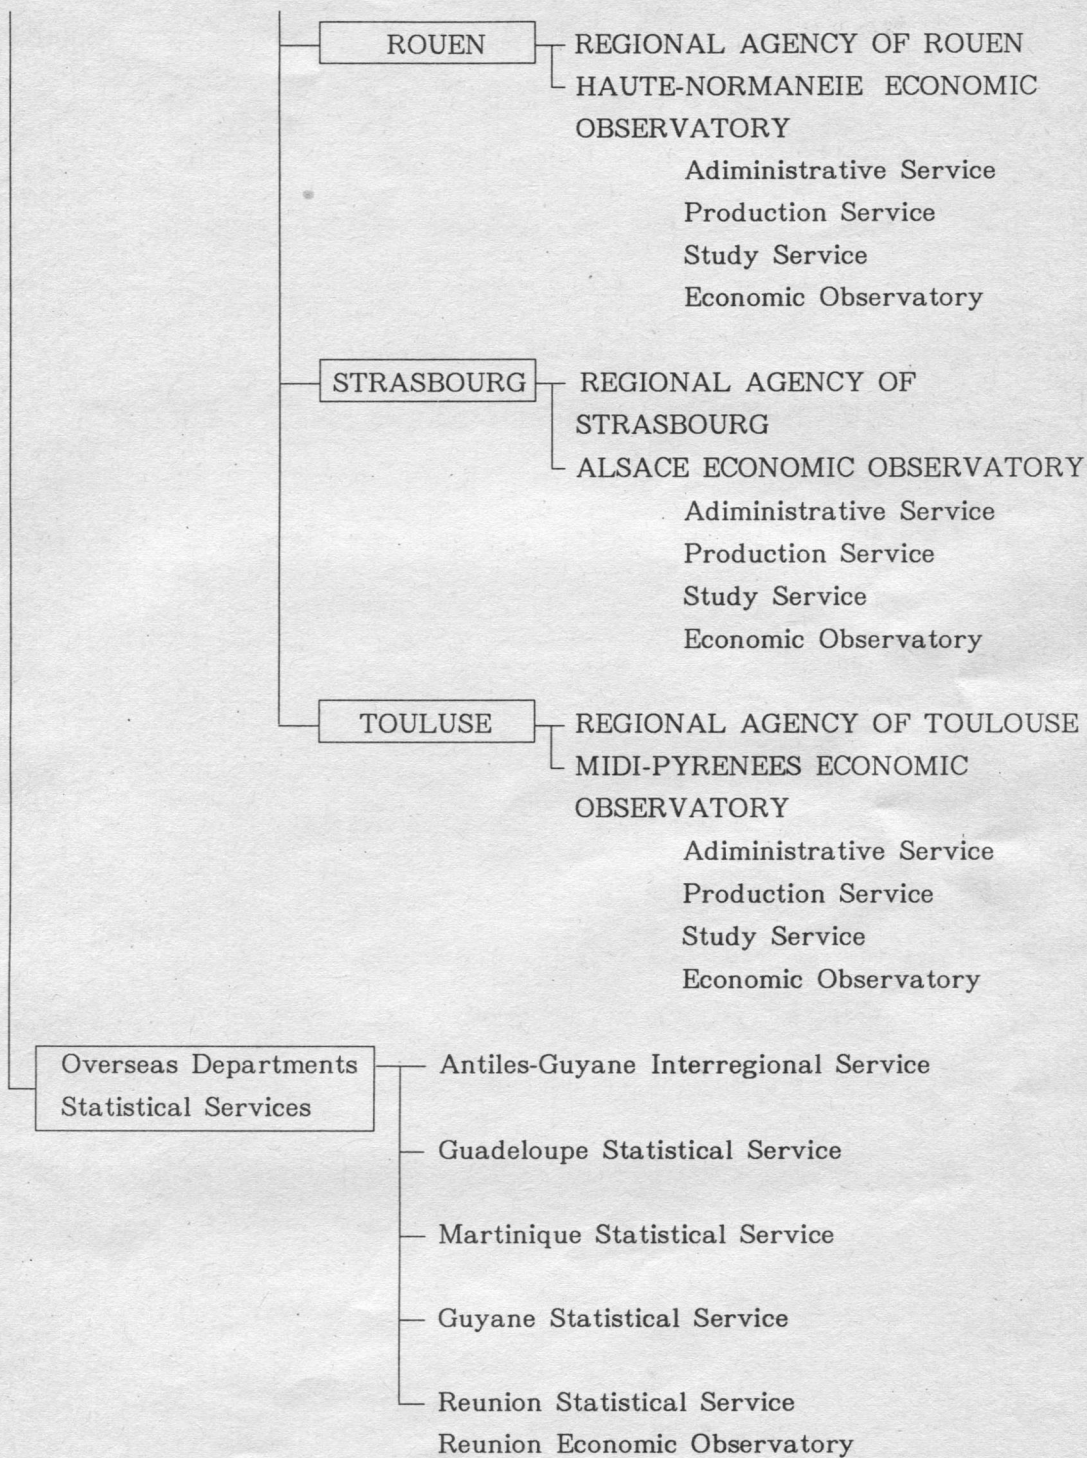 ROUEN REGIONAL AGENCY OF ROUEN
HAUTE-NORMANEIE ECONOMIC
OBSERVATORY
Adiministrative Service
Production Service
Study Service
Economic Observatory
STRASBOURG REGIONAL AGENCY OF
STRASBOURG
ALSACE ECONOMIC OBSERVATORY
Adiministrative Service
Production Service
Study Service
Economic Observatory
TOULUSE REGIONAL AGENCY OF TOULOUSE
MIDI-PYRENEES ECONOMIC
OBSERVATORY
Adiministrative Service
Production Service
Study Service
Economic Observatory
Overseas Departments Antiles-Guyane Interregional Service
Statistical Services
Guadeloupe Statistical Service
Martinique Statistical Service
Guyane Statistical Service
Reunion Statistical Service
Reunion Economic Observatory